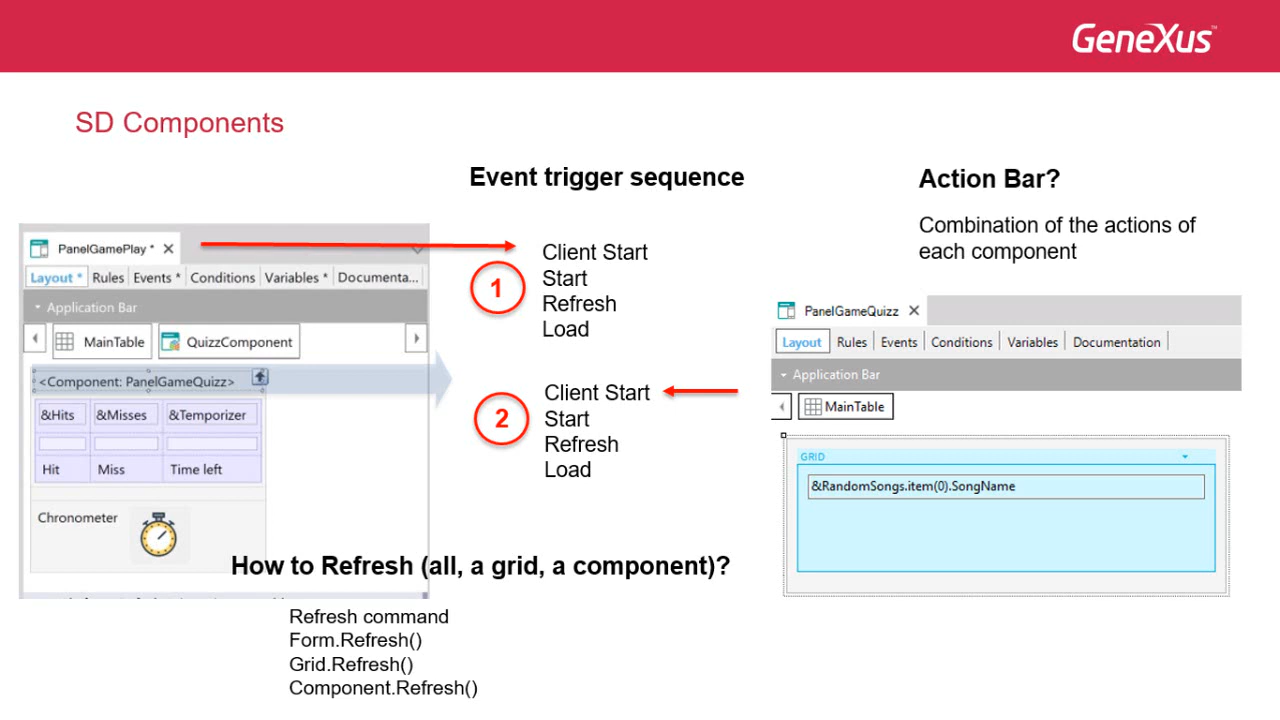 GeneXus™
SD Components
Event trigger sequence
Action Bar?
Combination of the actions of
each component
PanelGamePlay *
Layout * Rules Events * Conditions Variables * Documenta...
Application Bar
MainTable QuizzComponent
<Component: PanelGameQuizz>
&Hits &Misses &Temporizer
Hit Miss Time left
Chronometer
1
Client Start
Start
Refresh
Load
2
Client Start
Start
Refresh
Load
PanelGameQuizz
Layout Rules Events Conditions Variables Documentation
Application Bar
MainTable
GRID
&RandomSongs.item(0).SongName
How to Refresh (all, a grid, a component)?
Refresh command
Form.Refresh()
Grid.Refresh()
Component.Refresh()